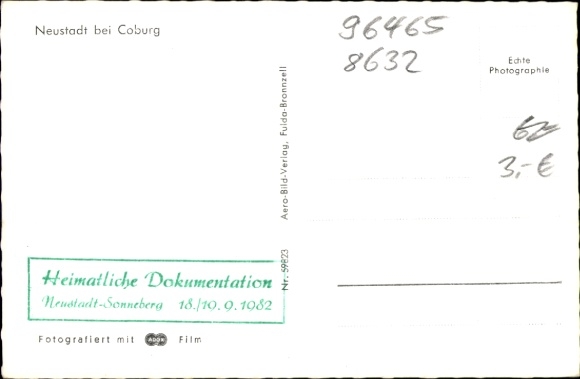 Neustadt bei Coburg
96465
8632
Echte
Photographie
3,-€
Nr. 59823 Aero-Bild-Verlag, Fulda-Bronnzell
Heimatliche Dokumentation
Neustadt-Sonneberg 18./19. 9. 1982
Fotografiert mit ADOX Film